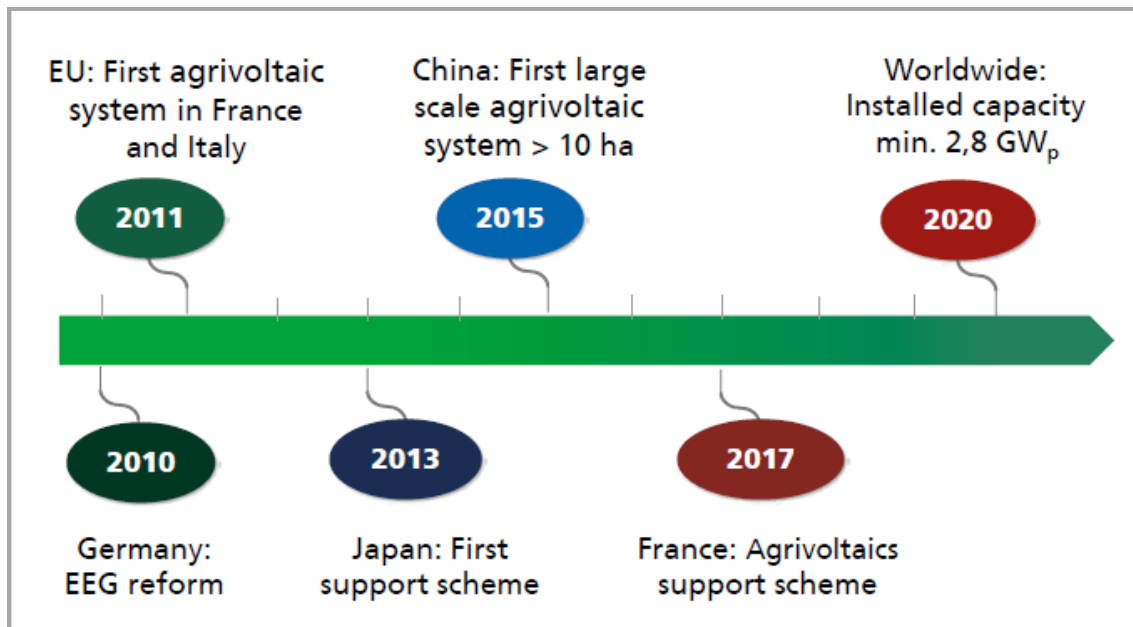 EU: First agrivoltaic
system in France
and Italy
2011
China: First large
scale agrivoltaic
system > 10 ha
2015
Worldwide:
Installed capacity
min. 2,8 GWp
2020
2010
Germany:
EEG reform
2013
Japan: First
support scheme
2017
France: Agrivoltaics
support scheme